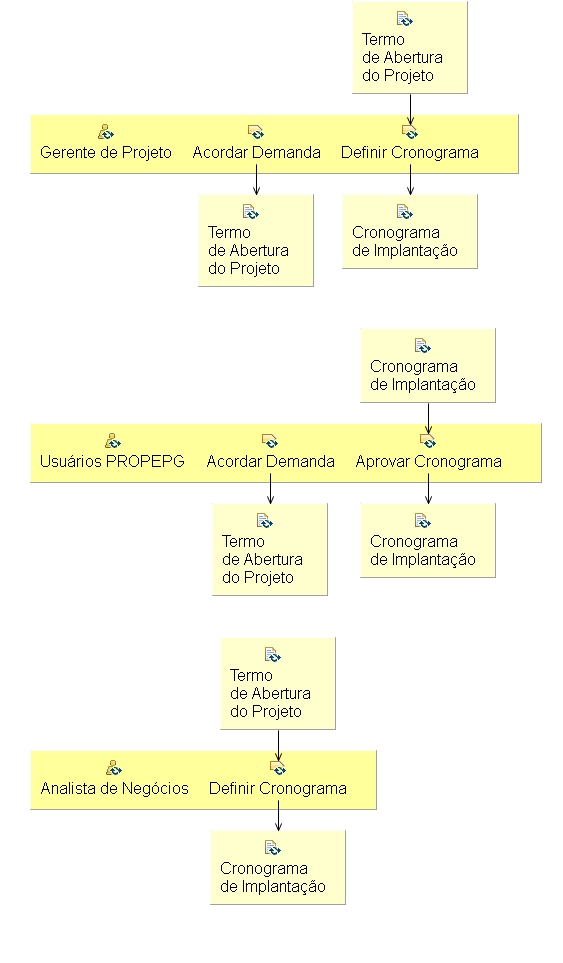 Termo
de Abertura
do Projeto
Gerente de Projeto
Acordar Demanda
Definir Cronograma
Termo
de Abertura
do Projeto
Cronograma
de Implantação
Cronograma
de Implantação
Usuários PROPEPG
Acordar Demanda
Aprovar Cronograma
Termo
de Abertura
do Projeto
Cronograma
de Implantação
Termo
de Abertura
do Projeto
Analista de Negócios
Definir Cronograma
Cronograma
de Implantação